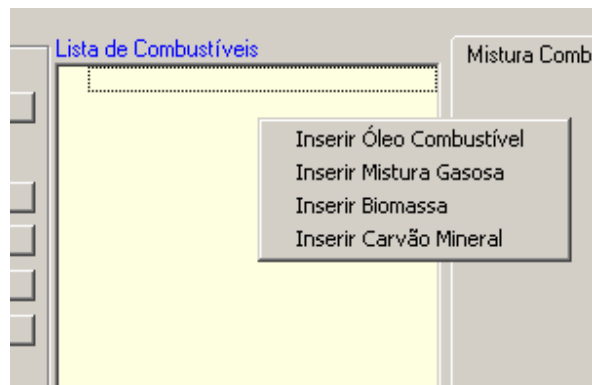 Lista de Combustíveis
Mistura Comb
Inserir Óleo Combustível
Inserir Mistura Gasosa
Inserir Biomassa
Inserir Carvão Mineral